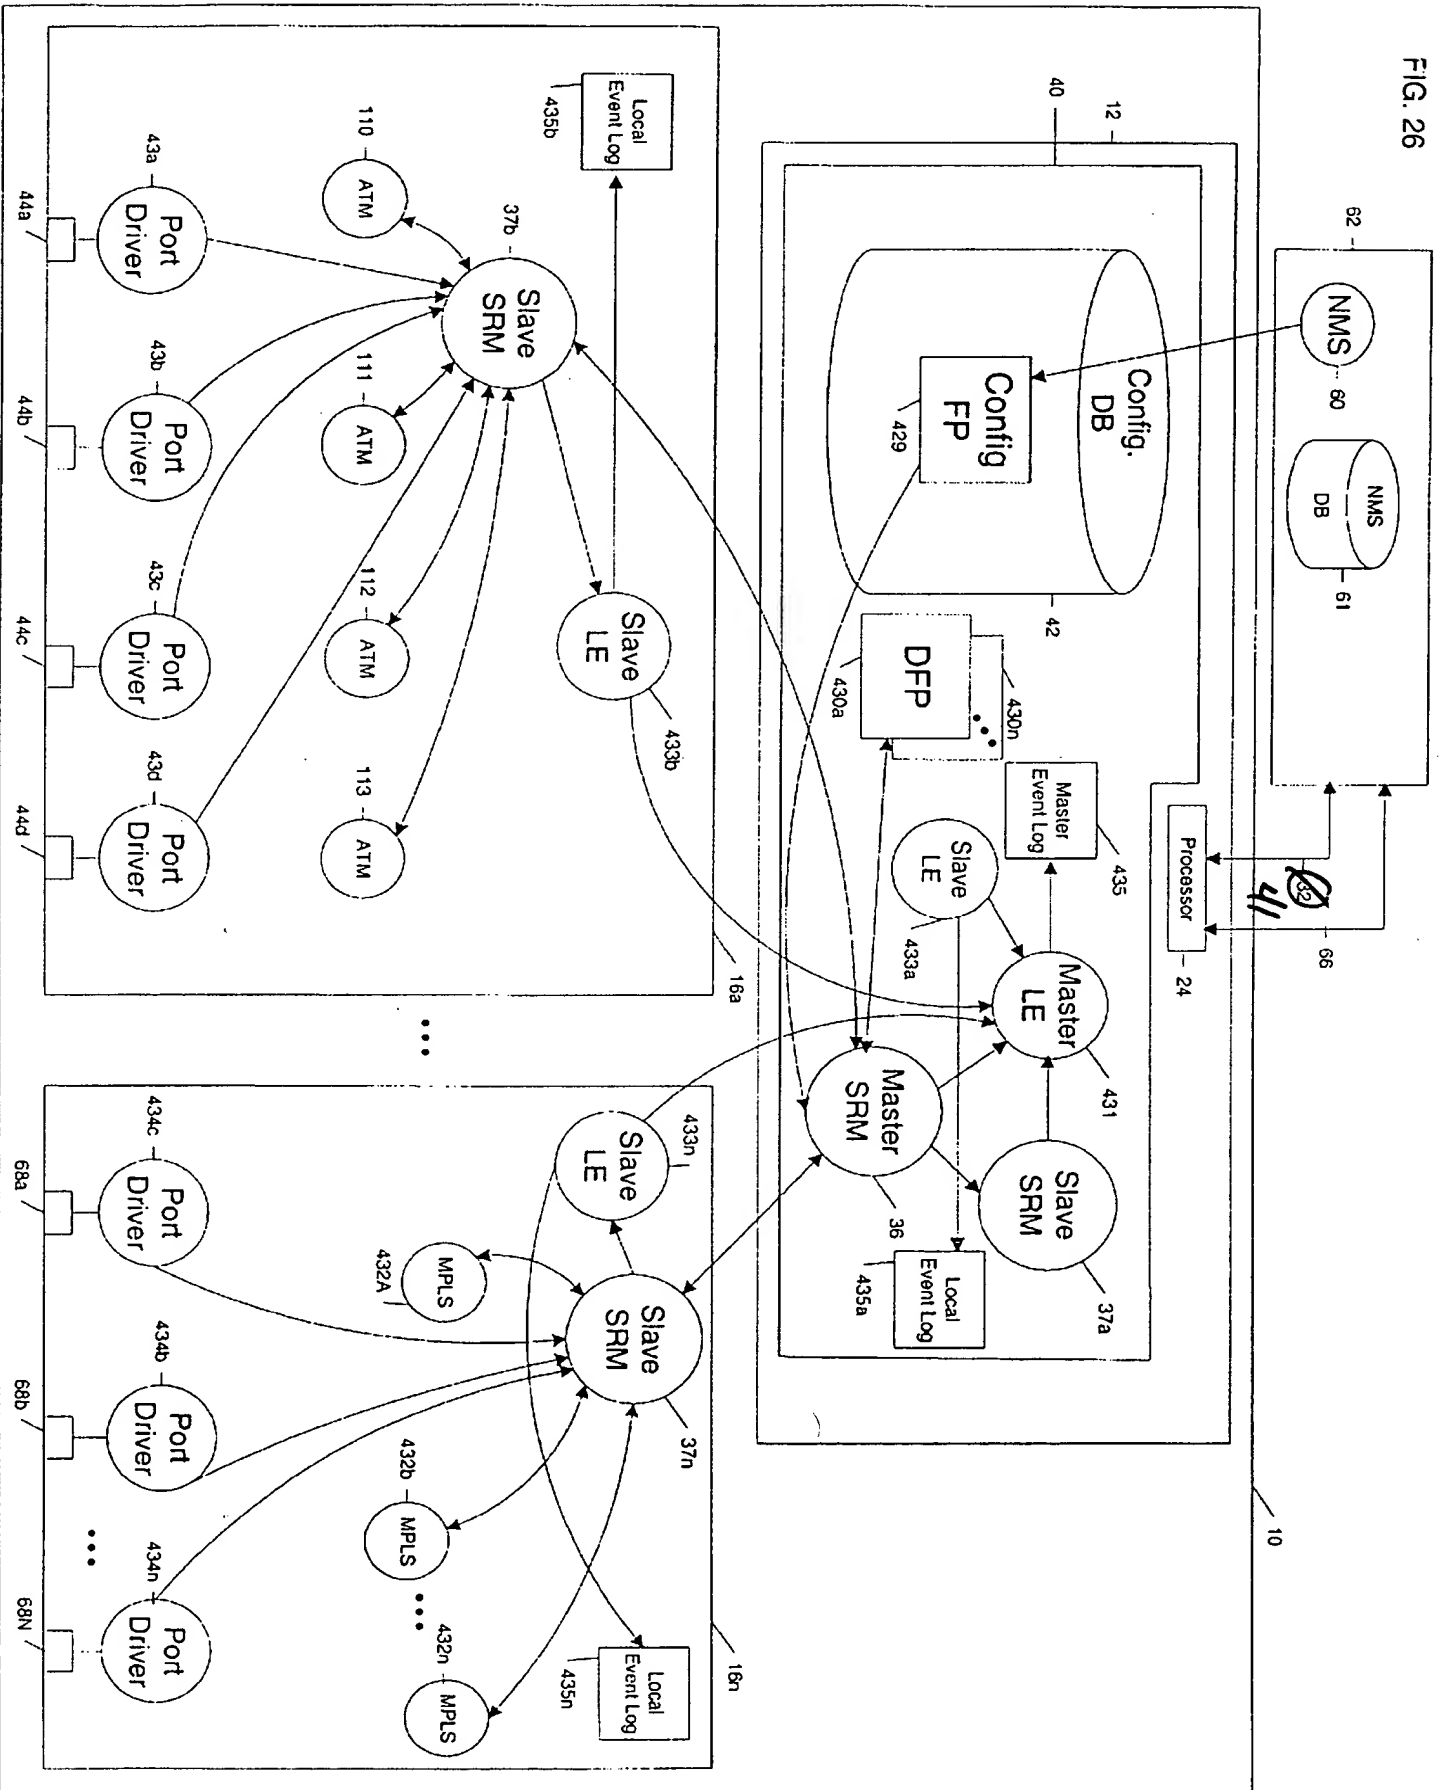 FIG. 26
62
NMS
60
NMS
DB
61
32
41
66
10
12
40
Processor
24
Config.
DB
42
Config
FP
429
DFP
430a
430n
Master
Event Log
435
Slave
LE
433a
Master
LE
431
Master
SRM
36
Slave
SRM
37a
Local
Event Log
435a
16a
Local
Event Log
435b
Slave
SRM
37b
Slave
LE
433b
110
ATM
111
ATM
112
ATM
113
ATM
43a
Port
Driver
43b
Port
Driver
43c
Port
Driver
43d
Port
Driver
44a
44b
44c
44d
16n
433n
Slave
LE
Slave
SRM
37n
Local
Event Log
435n
MPLS
432A
432b
MPLS
432n
MPLS
434c
Port
Driver
434b
Port
Driver
434n
Port
Driver
68a
68b
68N